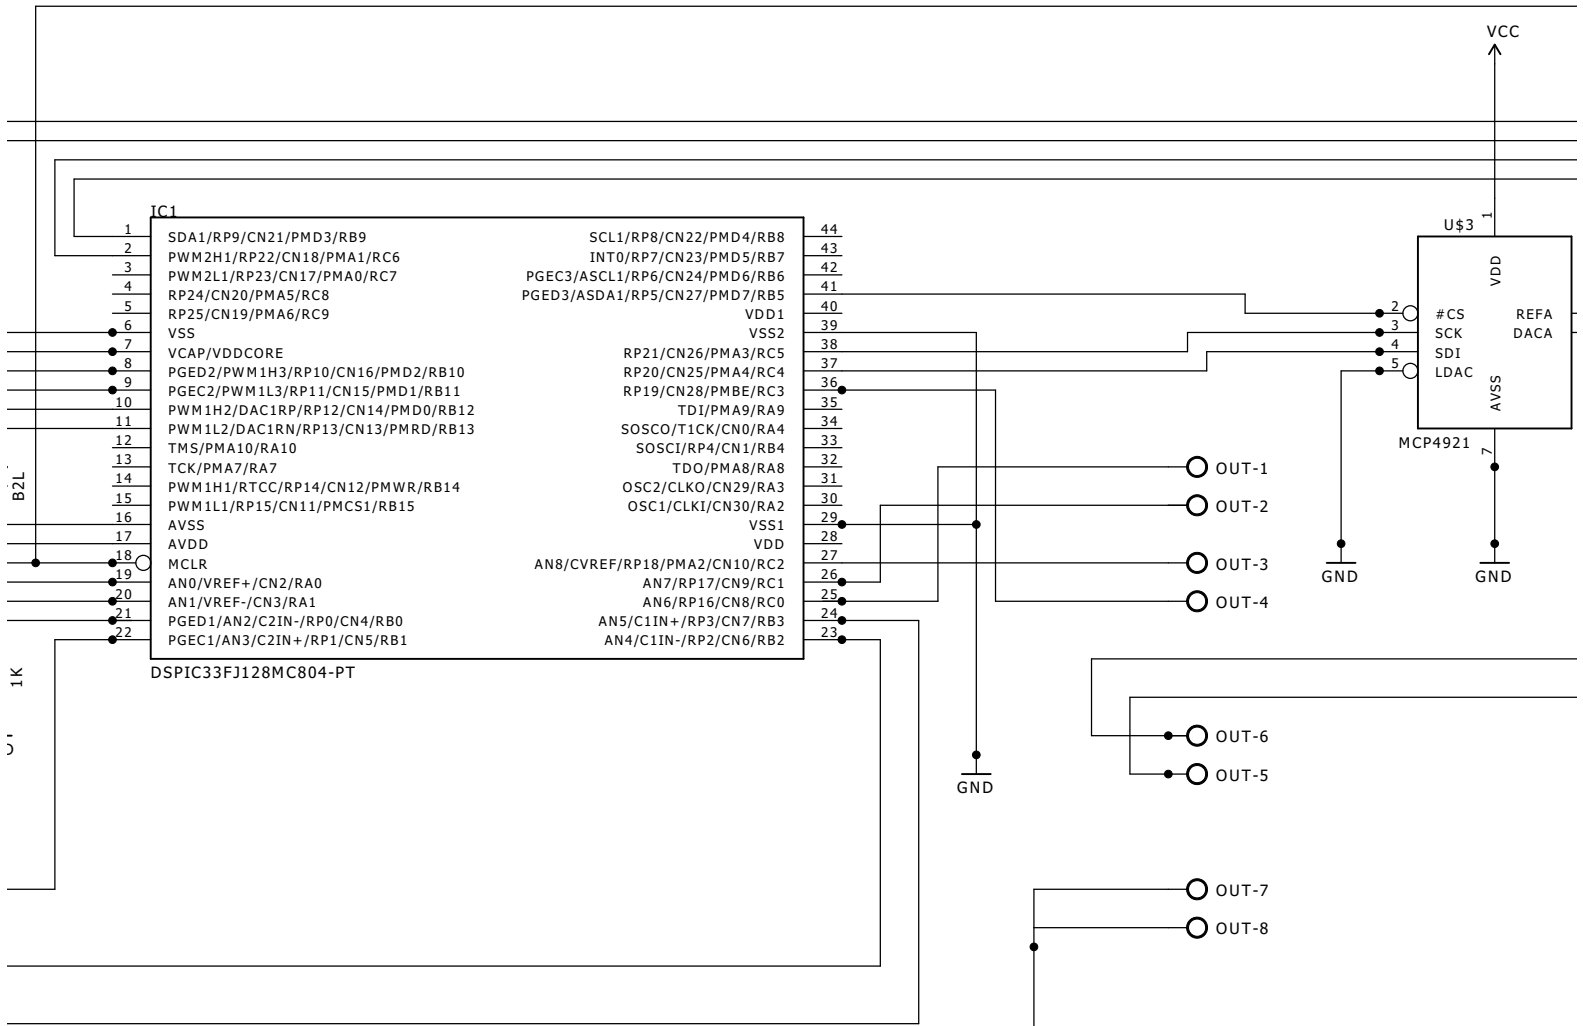 VCC
IC1
1 SDA1/RP9/CN21/PMD3/RB9
2 PWM2H1/RP22/CN18/PMA1/RC6
3 PWM2L1/RP23/CN17/PMA0/RC7
4 RP24/CN20/PMA5/RC8
5 RP25/CN19/PMA6/RC9
6 VSS
7 VCAP/VDDCORE
8 PGED2/PWM1H3/RP10/CN16/PMD2/RB10
9 PGEC2/PWM1L3/RP11/CN15/PMD1/RB11
10 PWM1H2/DAC1RP/RP12/CN14/PMD0/RB12
11 PWM1L2/DAC1RN/RP13/CN13/PMRD/RB13
12 TMS/PMA10/RA10
13 TCK/PMA7/RA7
14 PWM1H1/RTCC/RP14/CN12/PMWR/RB14
15 PWM1L1/RP15/CN11/PMCS1/RB15
16 AVSS
17 AVDD
18 MCLR
19 AN0/VREF+/CN2/RA0
20 AN1/VREF-/CN3/RA1
21 PGED1/AN2/C2IN-/RP0/CN4/RB0
22 PGEC1/AN3/C2IN+/RP1/CN5/RB1
SCL1/RP8/CN22/PMD4/RB8 44
INT0/RP7/CN23/PMD5/RB7 43
PGEC3/ASCL1/RP6/CN24/PMD6/RB6 42
PGED3/ASDA1/RP5/CN27/PMD7/RB5 41
VDD1 40
VSS2 39
RP21/CN26/PMA3/RC5 38
RP20/CN25/PMA4/RC4 37
RP19/CN28/PMBE/RC3 36
TDI/PMA9/RA9 35
SOSCO/T1CK/CN0/RA4 34
SOSCI/RP4/CN1/RB4 33
TDO/PMA8/RA8 32
OSC2/CLKO/CN29/RA3 31
OSC1/CLKI/CN30/RA2 30
VSS1 29
VDD 28
AN8/CVREF/RP18/PMA2/CN10/RC2 27
AN7/RP17/CN9/RC1 26
AN6/RP16/CN8/RC0 25
AN5/C1IN+/RP3/CN7/RB3 24
AN4/C1IN-/RP2/CN6/RB2 23
DSPIC33FJ128MC804-PT
B2L
1K
U$3
1
VDD
2 #CS
3 SCK
4 SDI
5 LDAC
REFA
DACA
AVSS
7
MCP4921
OUT-1
OUT-2
OUT-3
OUT-4
GND
GND
OUT-6
OUT-5
GND
OUT-7
OUT-8